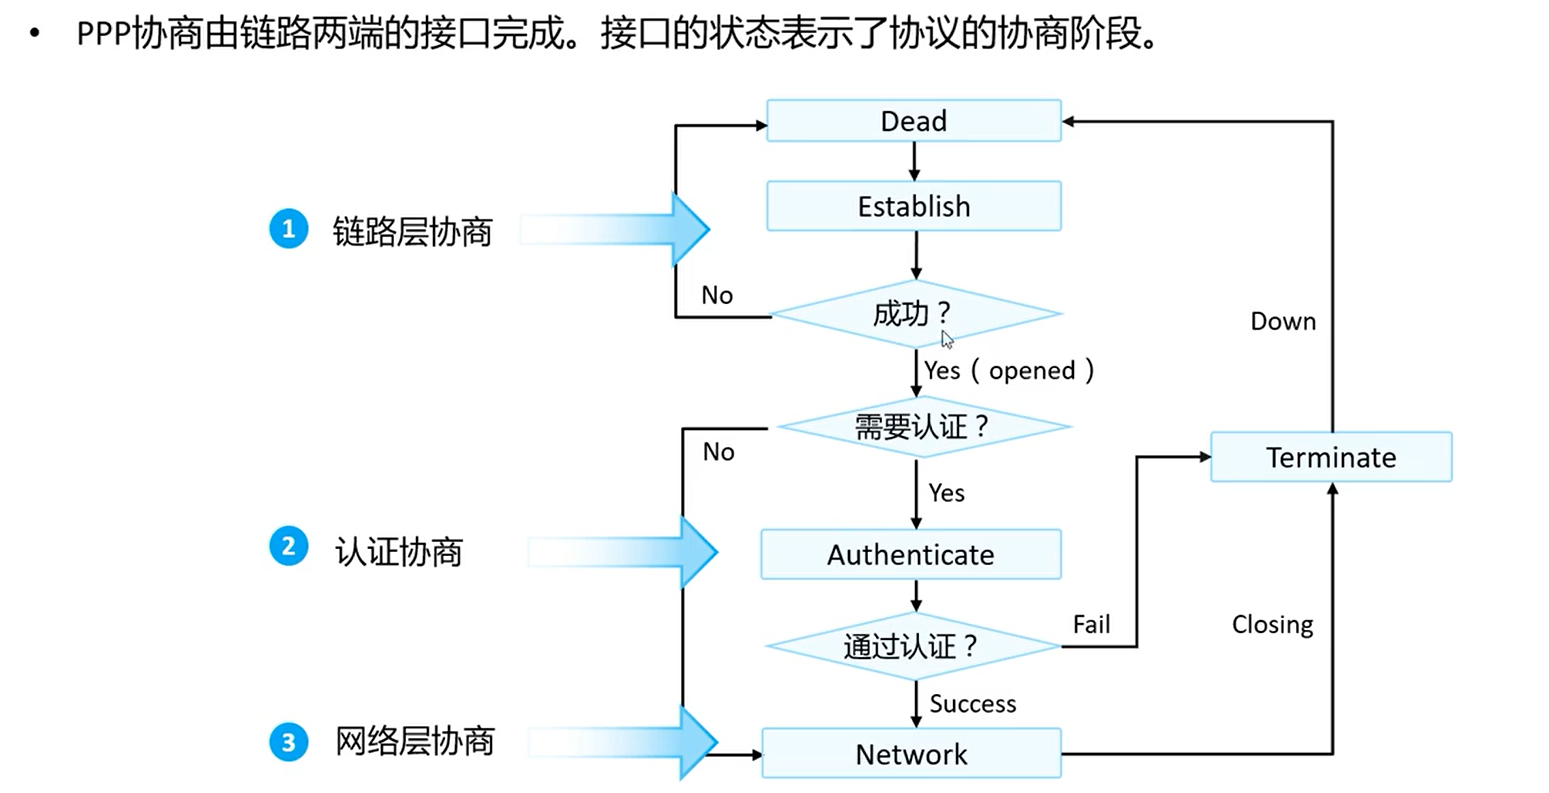 • PPP协商由链路两端的接口完成。接口的状态表示了协议的协商阶段。
Dead
Establish
1 链路层协商
No
成功？
Down
Yes（opened）
需要认证？
No
Terminate
Yes
2 认证协商
Authenticate
Fail
Closing
通过认证？
Success
3 网络层协商
Network